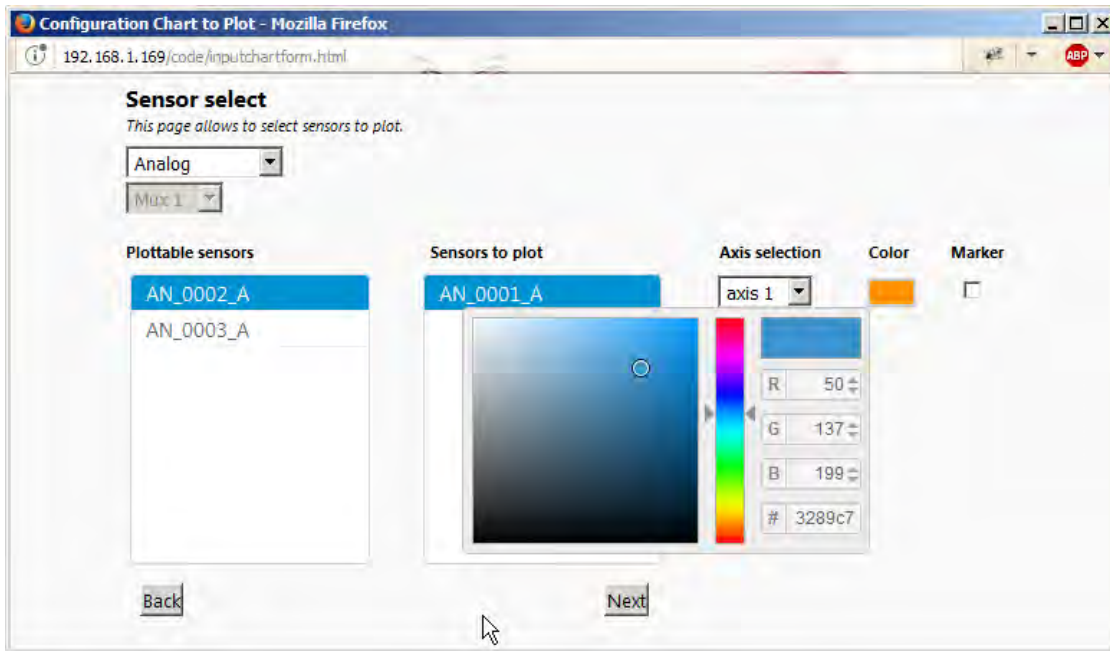 Configuration Chart to Plot - Mozilla Firefox
192.168.1.169/code/inputchartform.html
ABP
Sensor select
This page allows to select sensors to plot.
Analog
Mux 1
Plottable sensors Sensors to plot Axis selection Color Marker
AN_0002_A AN_0001_A axis 1
AN_0003_A
R 50
G 137
B 199
# 3289c7
Back Next